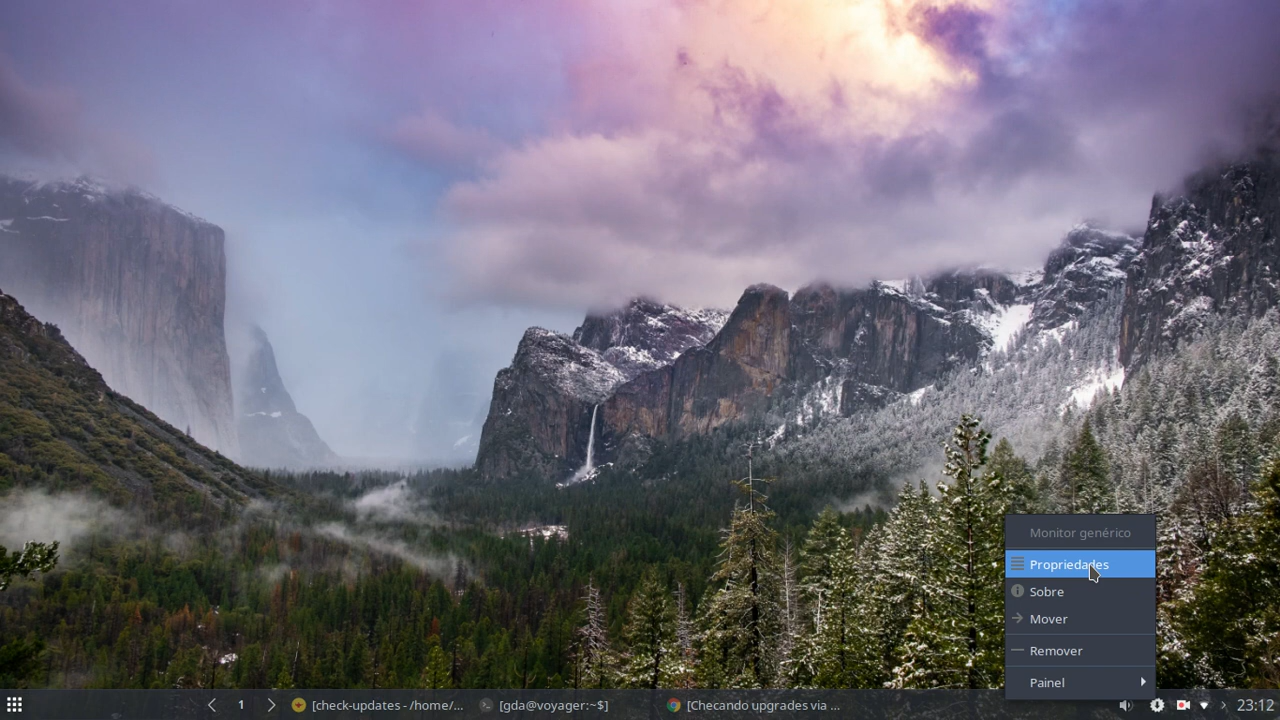 Monitor genérico
Propriedades
Sobre
Mover
Remover
Painel
1
[check-updates - /home/...
[gda@voyager:~$]
[Checando upgrades via ...
23:12